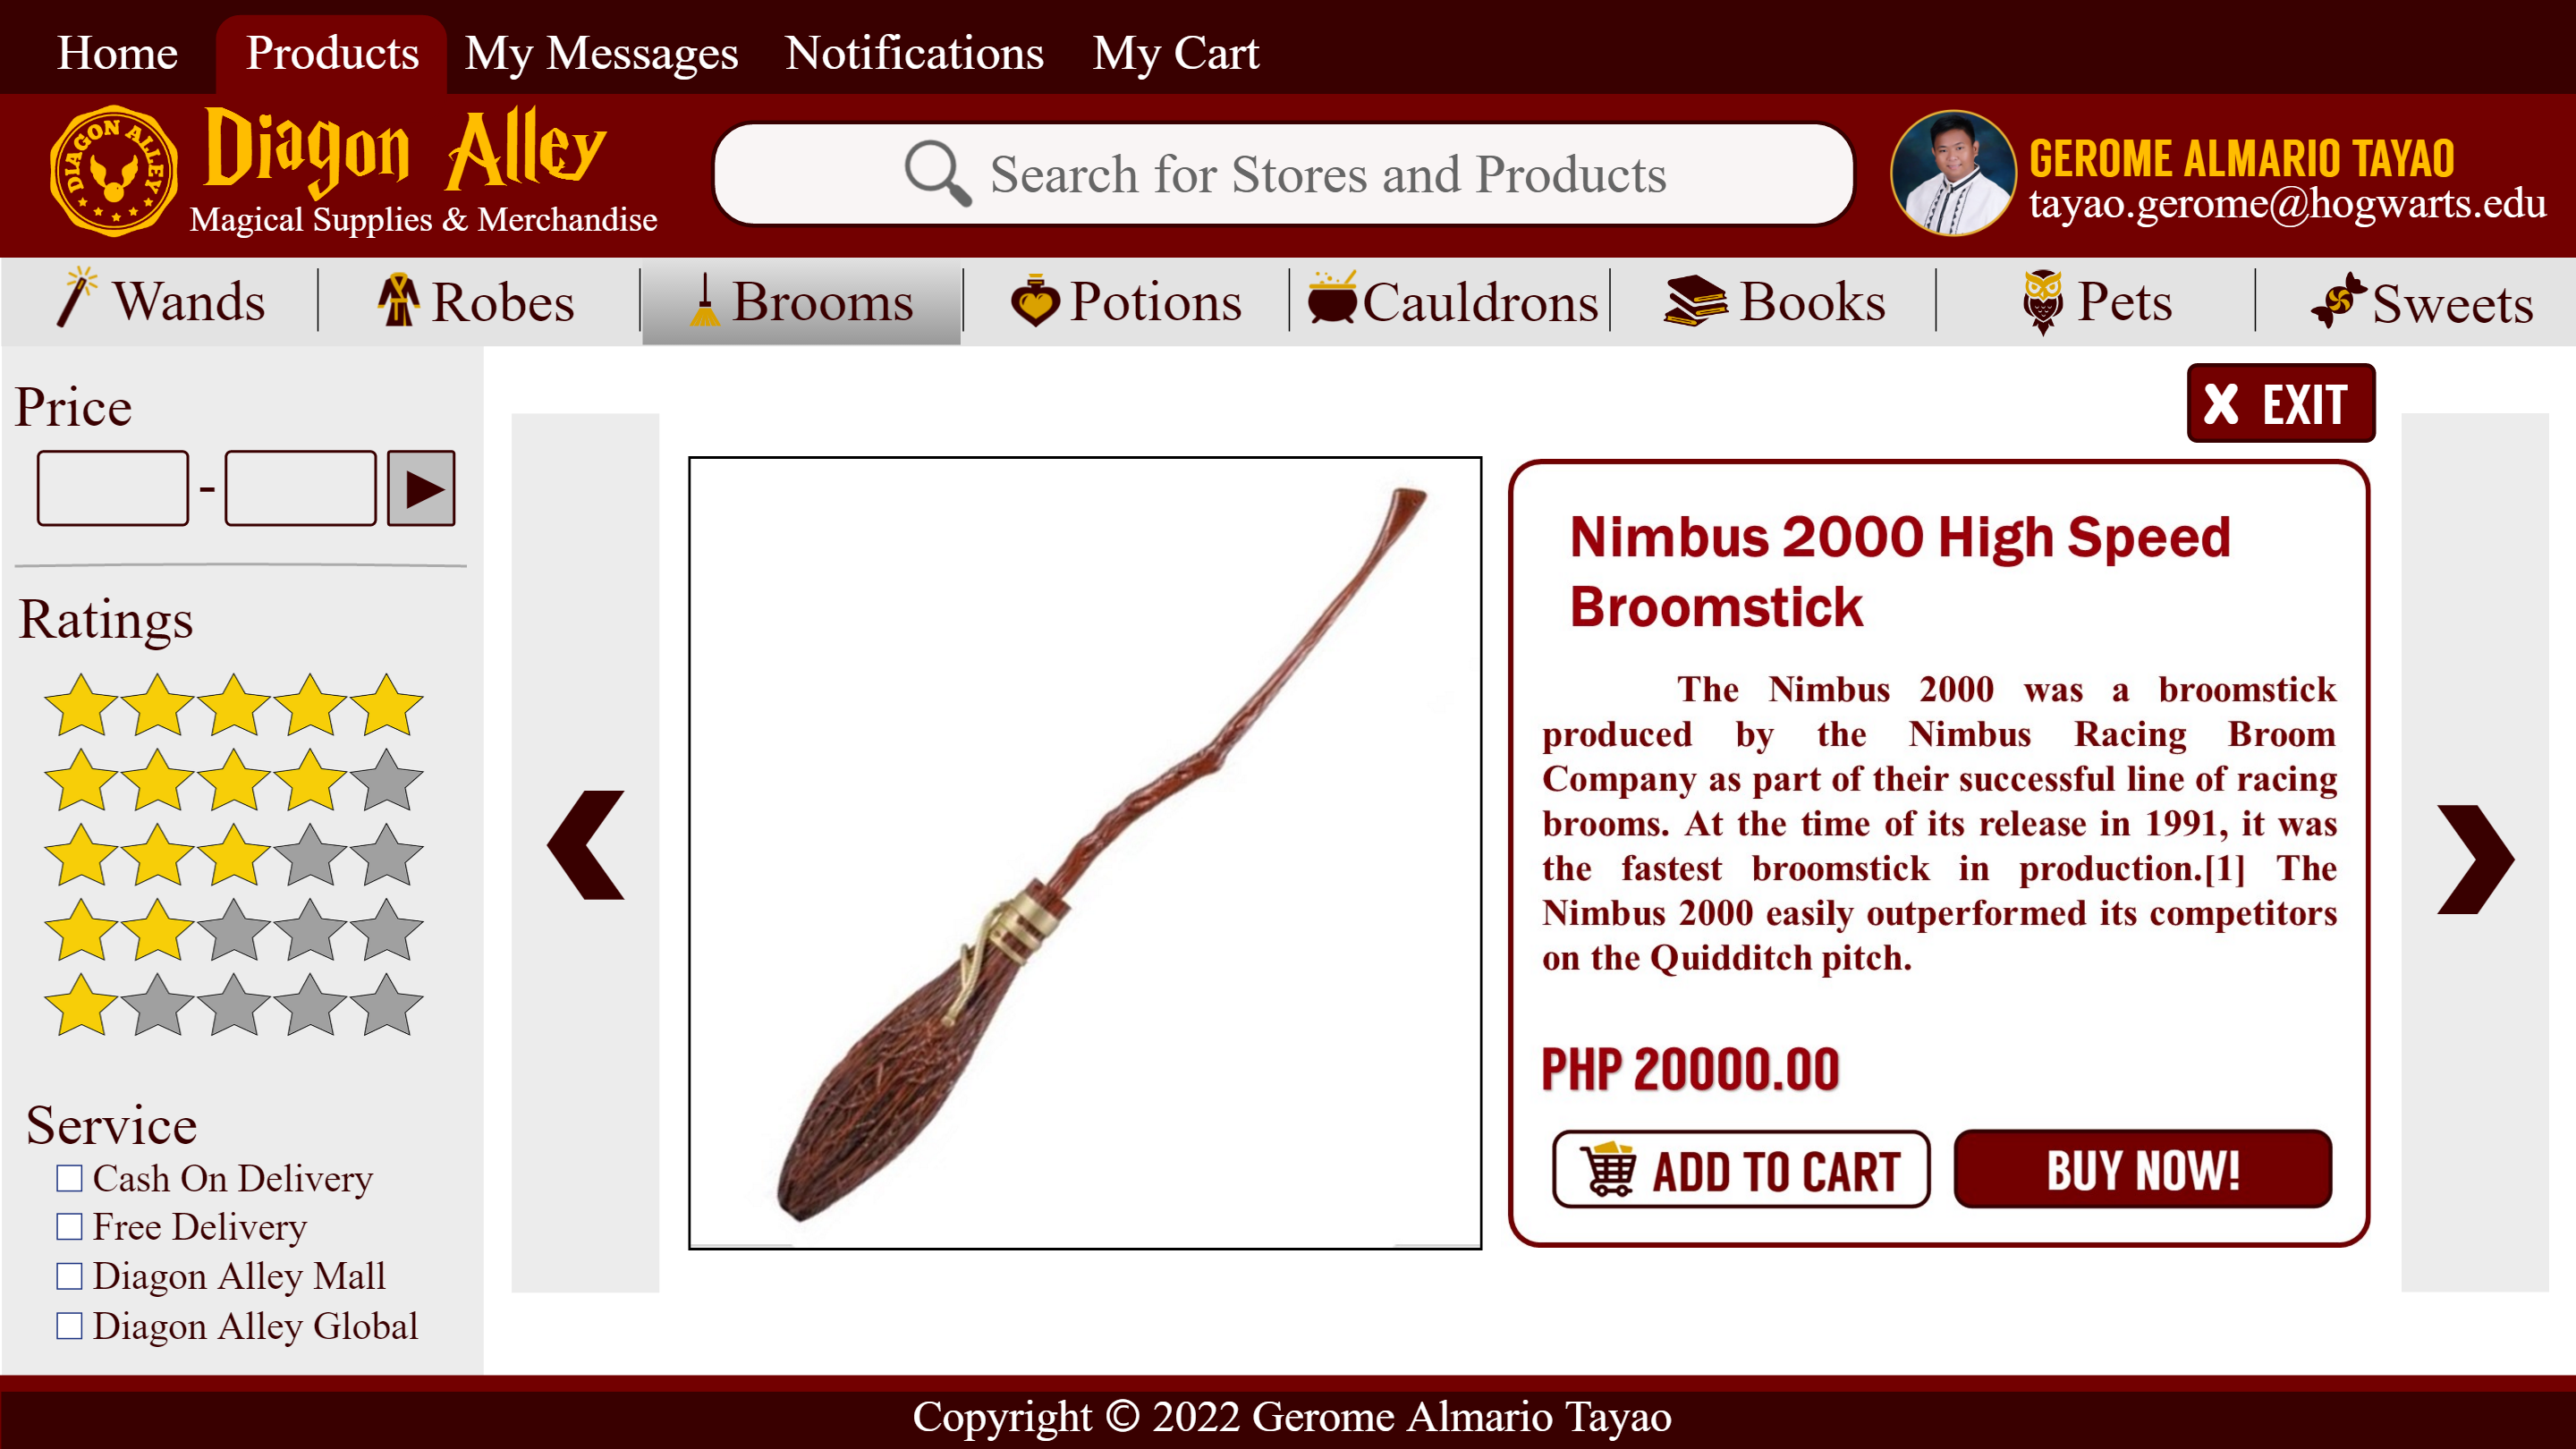 Home Products My Messages Notifications My Cart
DIAGON ALLEY
Diagon Alley
Magical Supplies & Merchandise
Search for Stores and Products
GEROME ALMARIO TAYAO
tayao.gerome@hogwarts.edu
Wands Robes Brooms Potions Cauldrons Books Pets Sweets
Price
-
Ratings
Service
Cash On Delivery
Free Delivery
Diagon Alley Mall
Diagon Alley Global
X EXIT
Nimbus 2000 High Speed
Broomstick
The Nimbus 2000 was a broomstick
produced by the Nimbus Racing Broom
Company as part of their successful line of racing
brooms. At the time of its release in 1991, it was
the fastest broomstick in production.[1] The
Nimbus 2000 easily outperformed its competitors
on the Quidditch pitch.
PHP 20000.00
ADD TO CART
BUY NOW!
Copyright © 2022 Gerome Almario Tayao